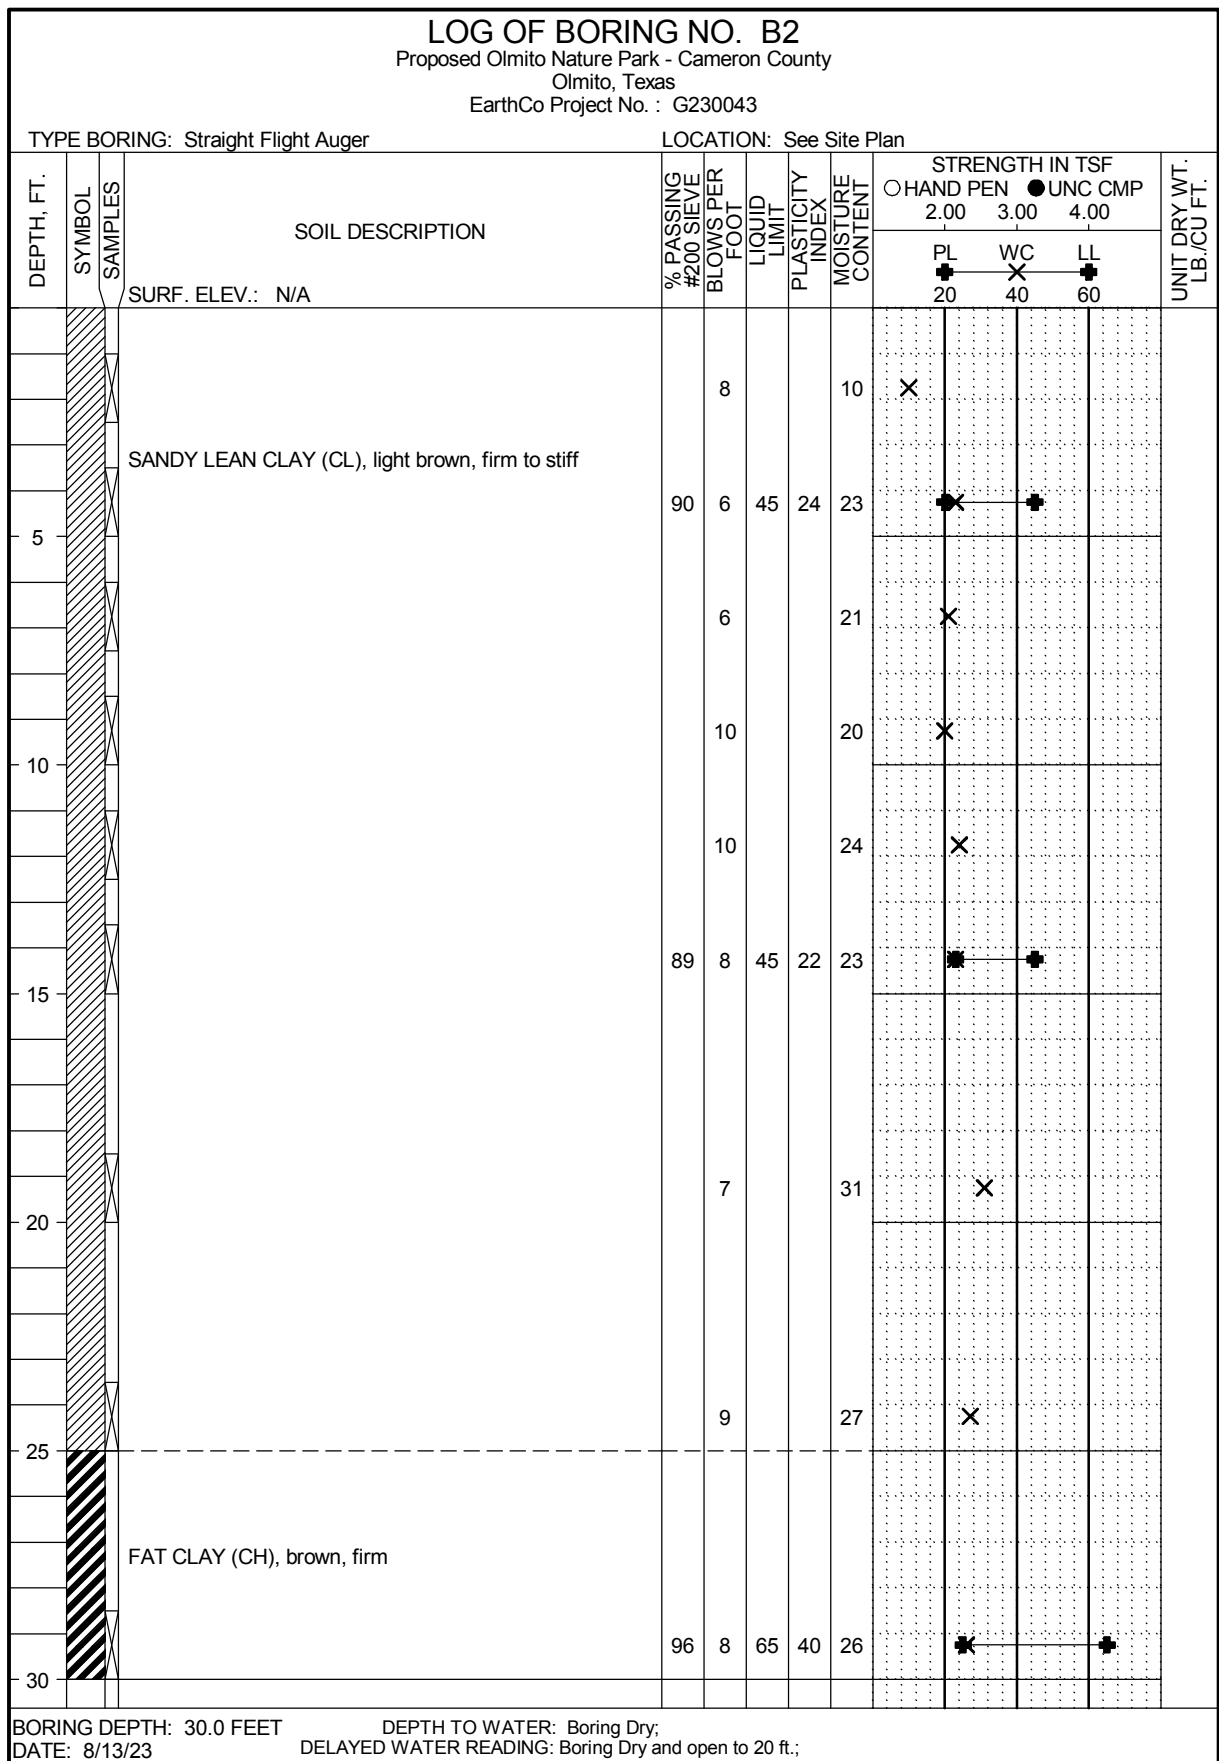 LOG OF BORING NO. B2
Proposed Olmito Nature Park - Cameron County
Olmito, Texas
EarthCo Project No. : G230043
TYPE BORING: Straight Flight Auger LOCATION: See Site Plan
DEPTH, FT.
SYMBOL
SAMPLES
SOIL DESCRIPTION
SURF. ELEV.: N/A
% PASSING
#200 SIEVE
BLOWS PER
FOOT
LIQUID
LIMIT
PLASTICITY
INDEX
MOISTURE
CONTENT
STRENGTH IN TSF
HAND PEN UNC CMP
2.00 3.00 4.00
PL WC LL
20 40 60
UNIT DRY WT.
LB./CU FT.
8 10
SANDY LEAN CLAY (CL), light brown, firm to stiff
90 6 45 24 23
5
6 21
10 20
10
10 24
89 8 45 22 23
15
7 31
20
9 27
25
FAT CLAY (CH), brown, firm
96 8 65 40 26
30
BORING DEPTH: 30.0 FEET DEPTH TO WATER: Boring Dry;
DATE: 8/13/23 DELAYED WATER READING: Boring Dry and open to 20 ft.;